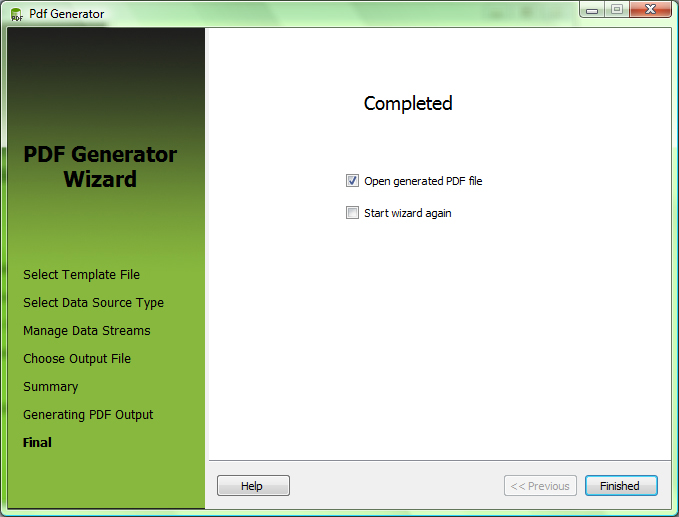 Pdf Generator
PDF Generator
Wizard
Select Template File
Select Data Source Type
Manage Data Streams
Choose Output File
Summary
Generating PDF Output
Final
Completed
Open generated PDF file
Start wizard again
Help
<< Previous
Finished